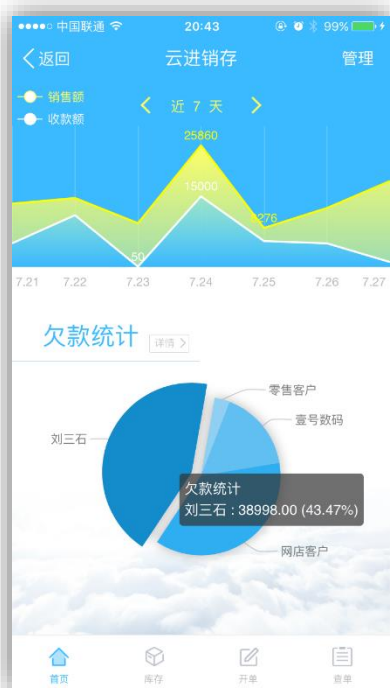 中国联通 20:43 99%
返回 云进销存 管理
销售额
收款额
近 7 天
25860
15000
50
276
7.21 7.22 7.23 7.24 7.25 7.26 7.27
欠款统计 详情
零售客户
壹号数码
刘三石
欠款统计
刘三石 : 38998.00 (43.47%)
网店客户
首页 库存 开单 查单